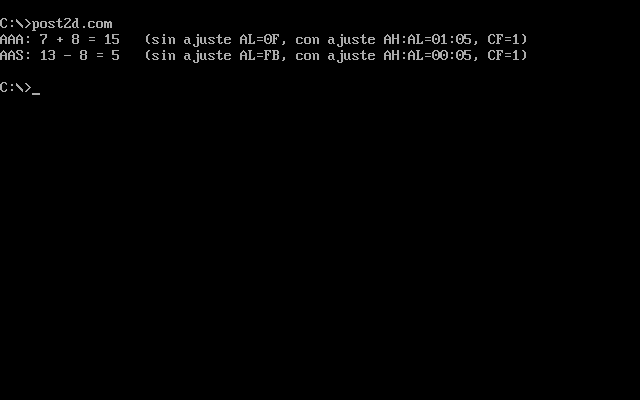 C:\>post2d.com
AAA: 7 + 8 = 15   (sin ajuste AL=0F, con ajuste AH:AL=01:05, CF=1)
AAS: 13 - 8 = 5   (sin ajuste AL=FB, con ajuste AH:AL=00:05, CF=1)
C:\>_